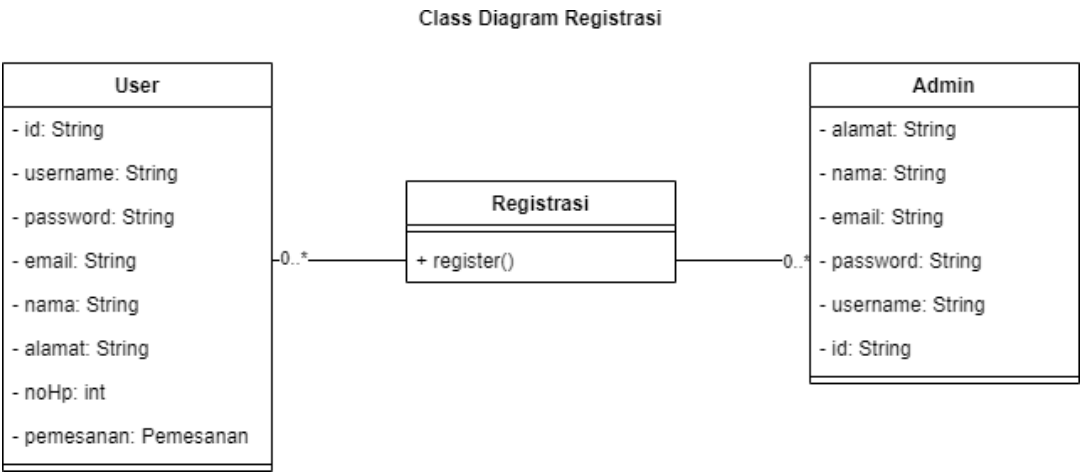 Class Diagram Registrasi
User
- id: String
- username: String
- password: String
- email: String
- nama: String
- alamat: String
- noHp: int
- pemesanan: Pemesanan
0..*
Registrasi
+ register()
0..*
Admin
- alamat: String
- nama: String
- email: String
- password: String
- username: String
- id: String